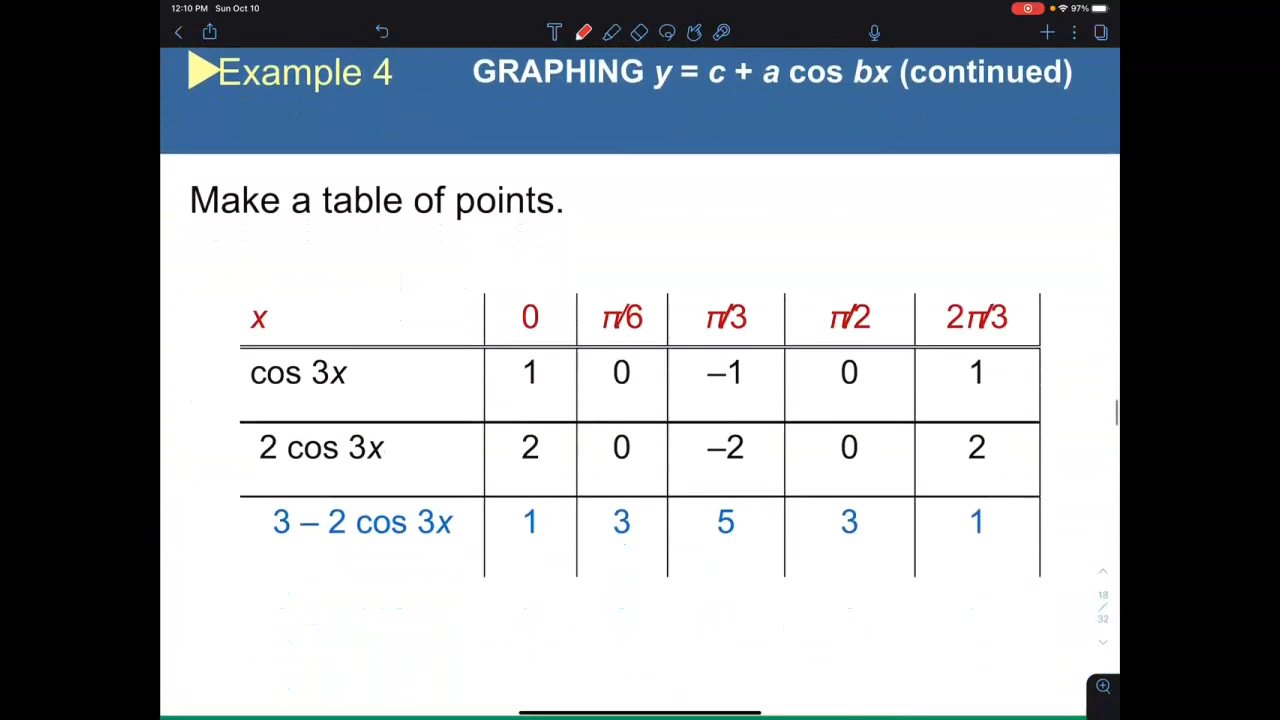 12:10 PM Sun Oct 10
97%
Example 4 GRAPHING y = c + a cos bx (continued)
Make a table of points.
x 0 π/6 π/3 π/2 2π/3
cos 3x 1 0 –1 0 1
2 cos 3x 2 0 –2 0 2
3 – 2 cos 3x 1 3 5 3 1
18
/
32